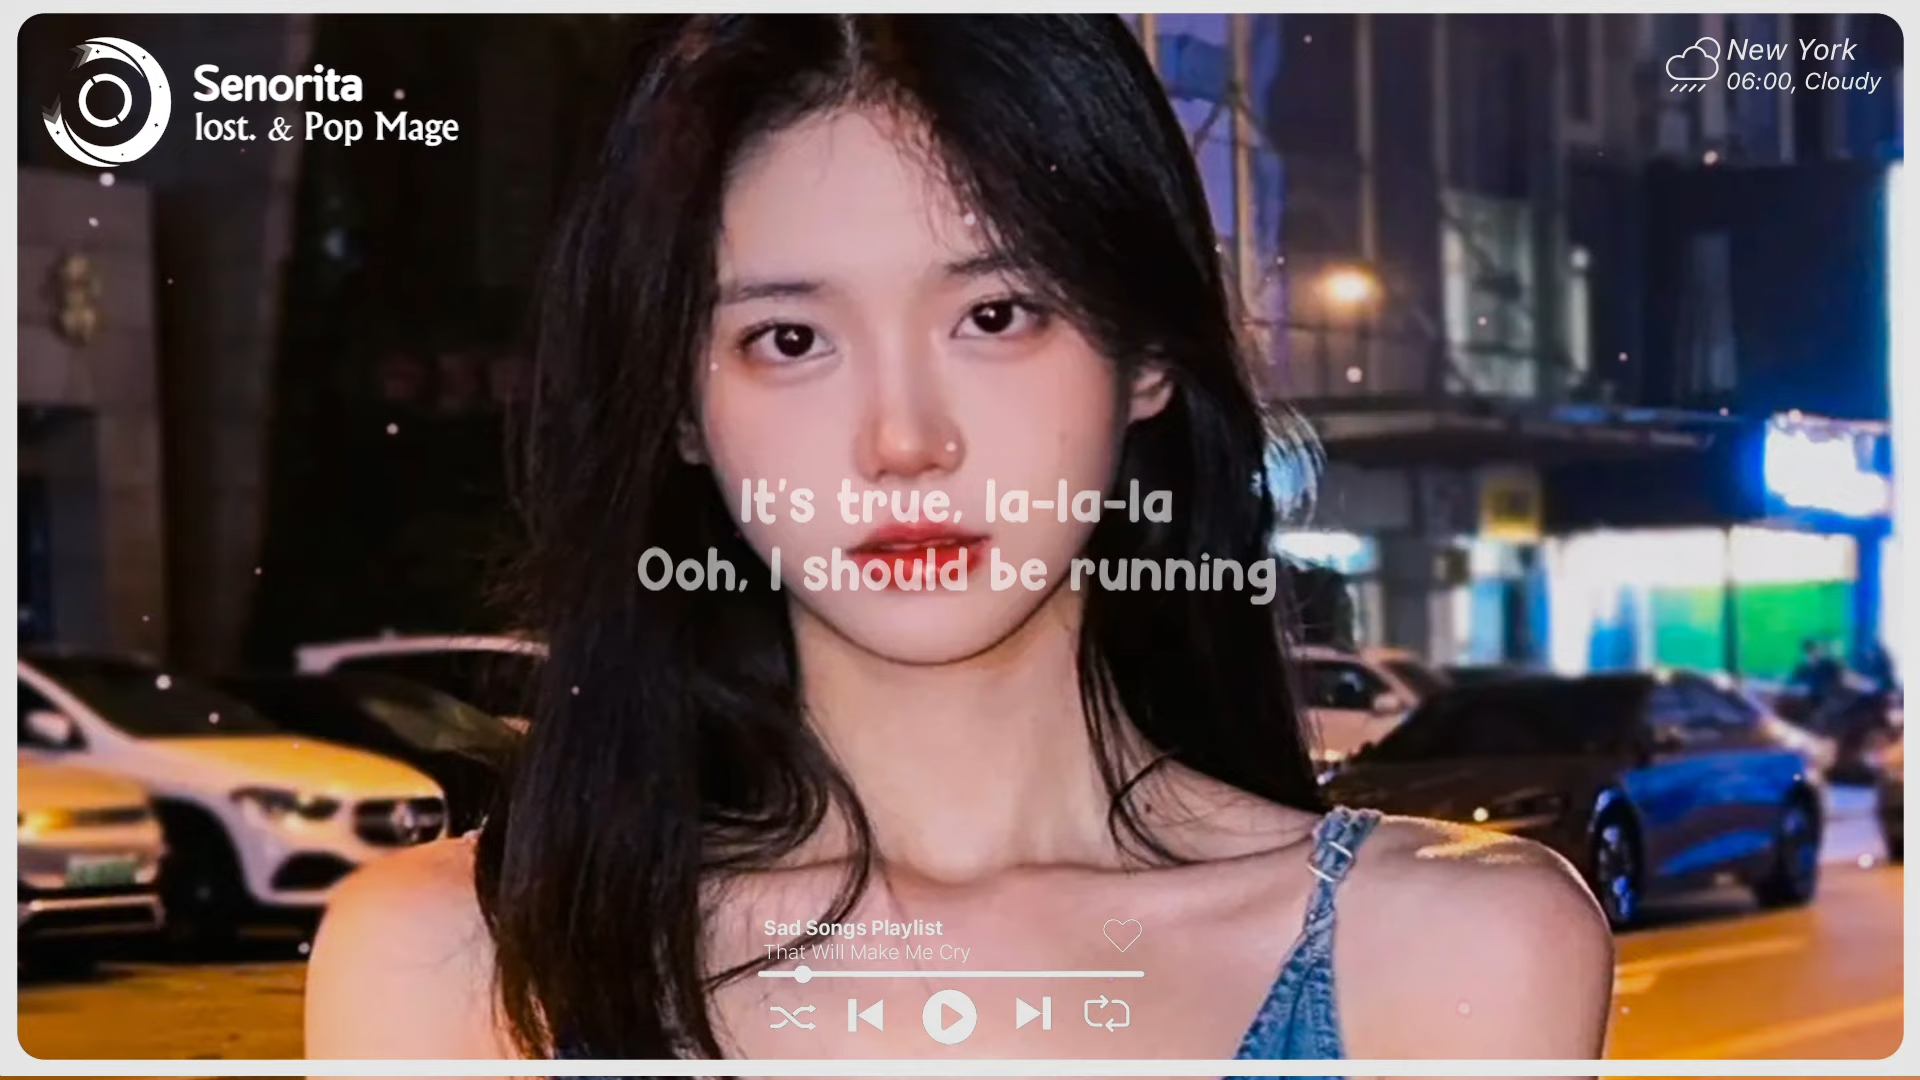 Senorita
lost. & Pop Mage
New York
06:00, Cloudy
It's true, la-la-la
Ooh, I should be running
Sad Songs Playlist
That Will Make Me Cry